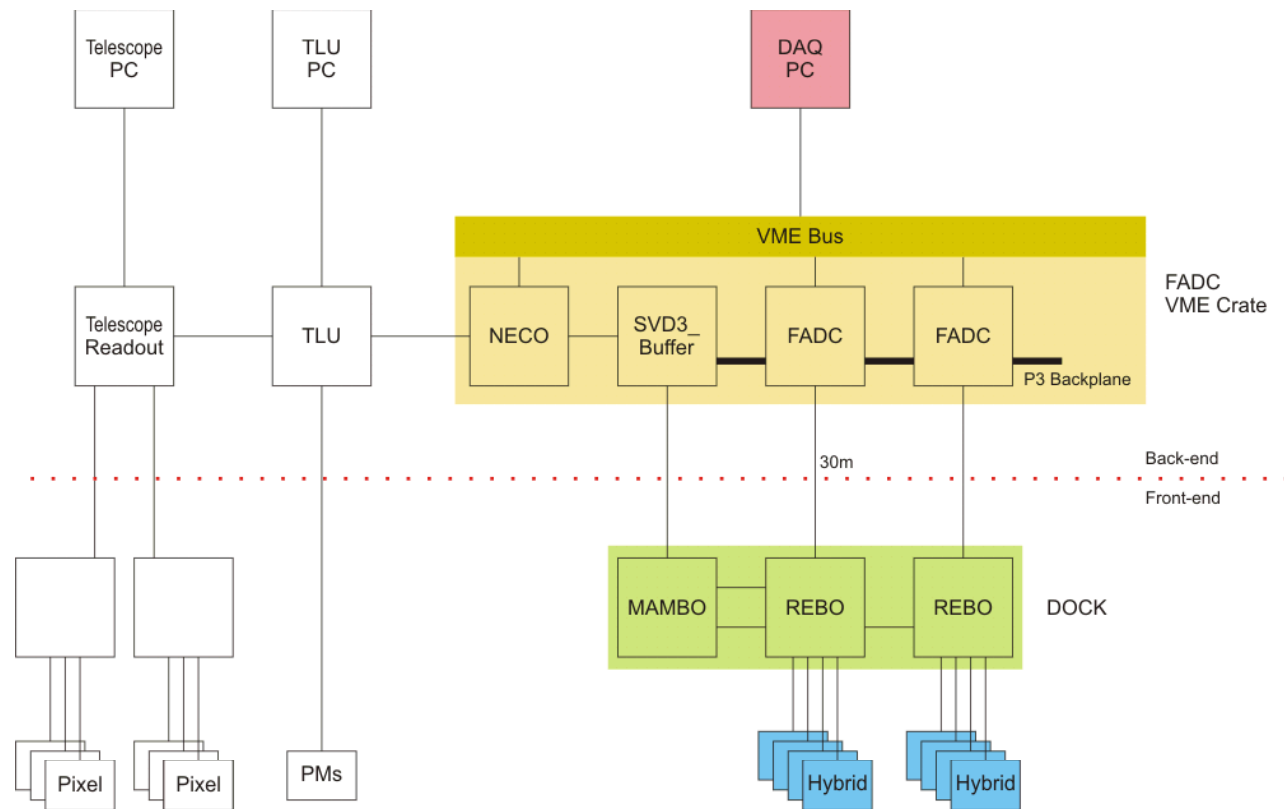 Telescope
PC
TLU
PC
DAQ
PC
VME Bus
FADC
VME Crate
Telescope
Readout
TLU
NECO
SVD3_
Buffer
FADC
FADC
P3 Backplane
30m
Back-end
Front-end
MAMBO
REBO
REBO
DOCK
Pixel
Pixel
PMs
Hybrid
Hybrid